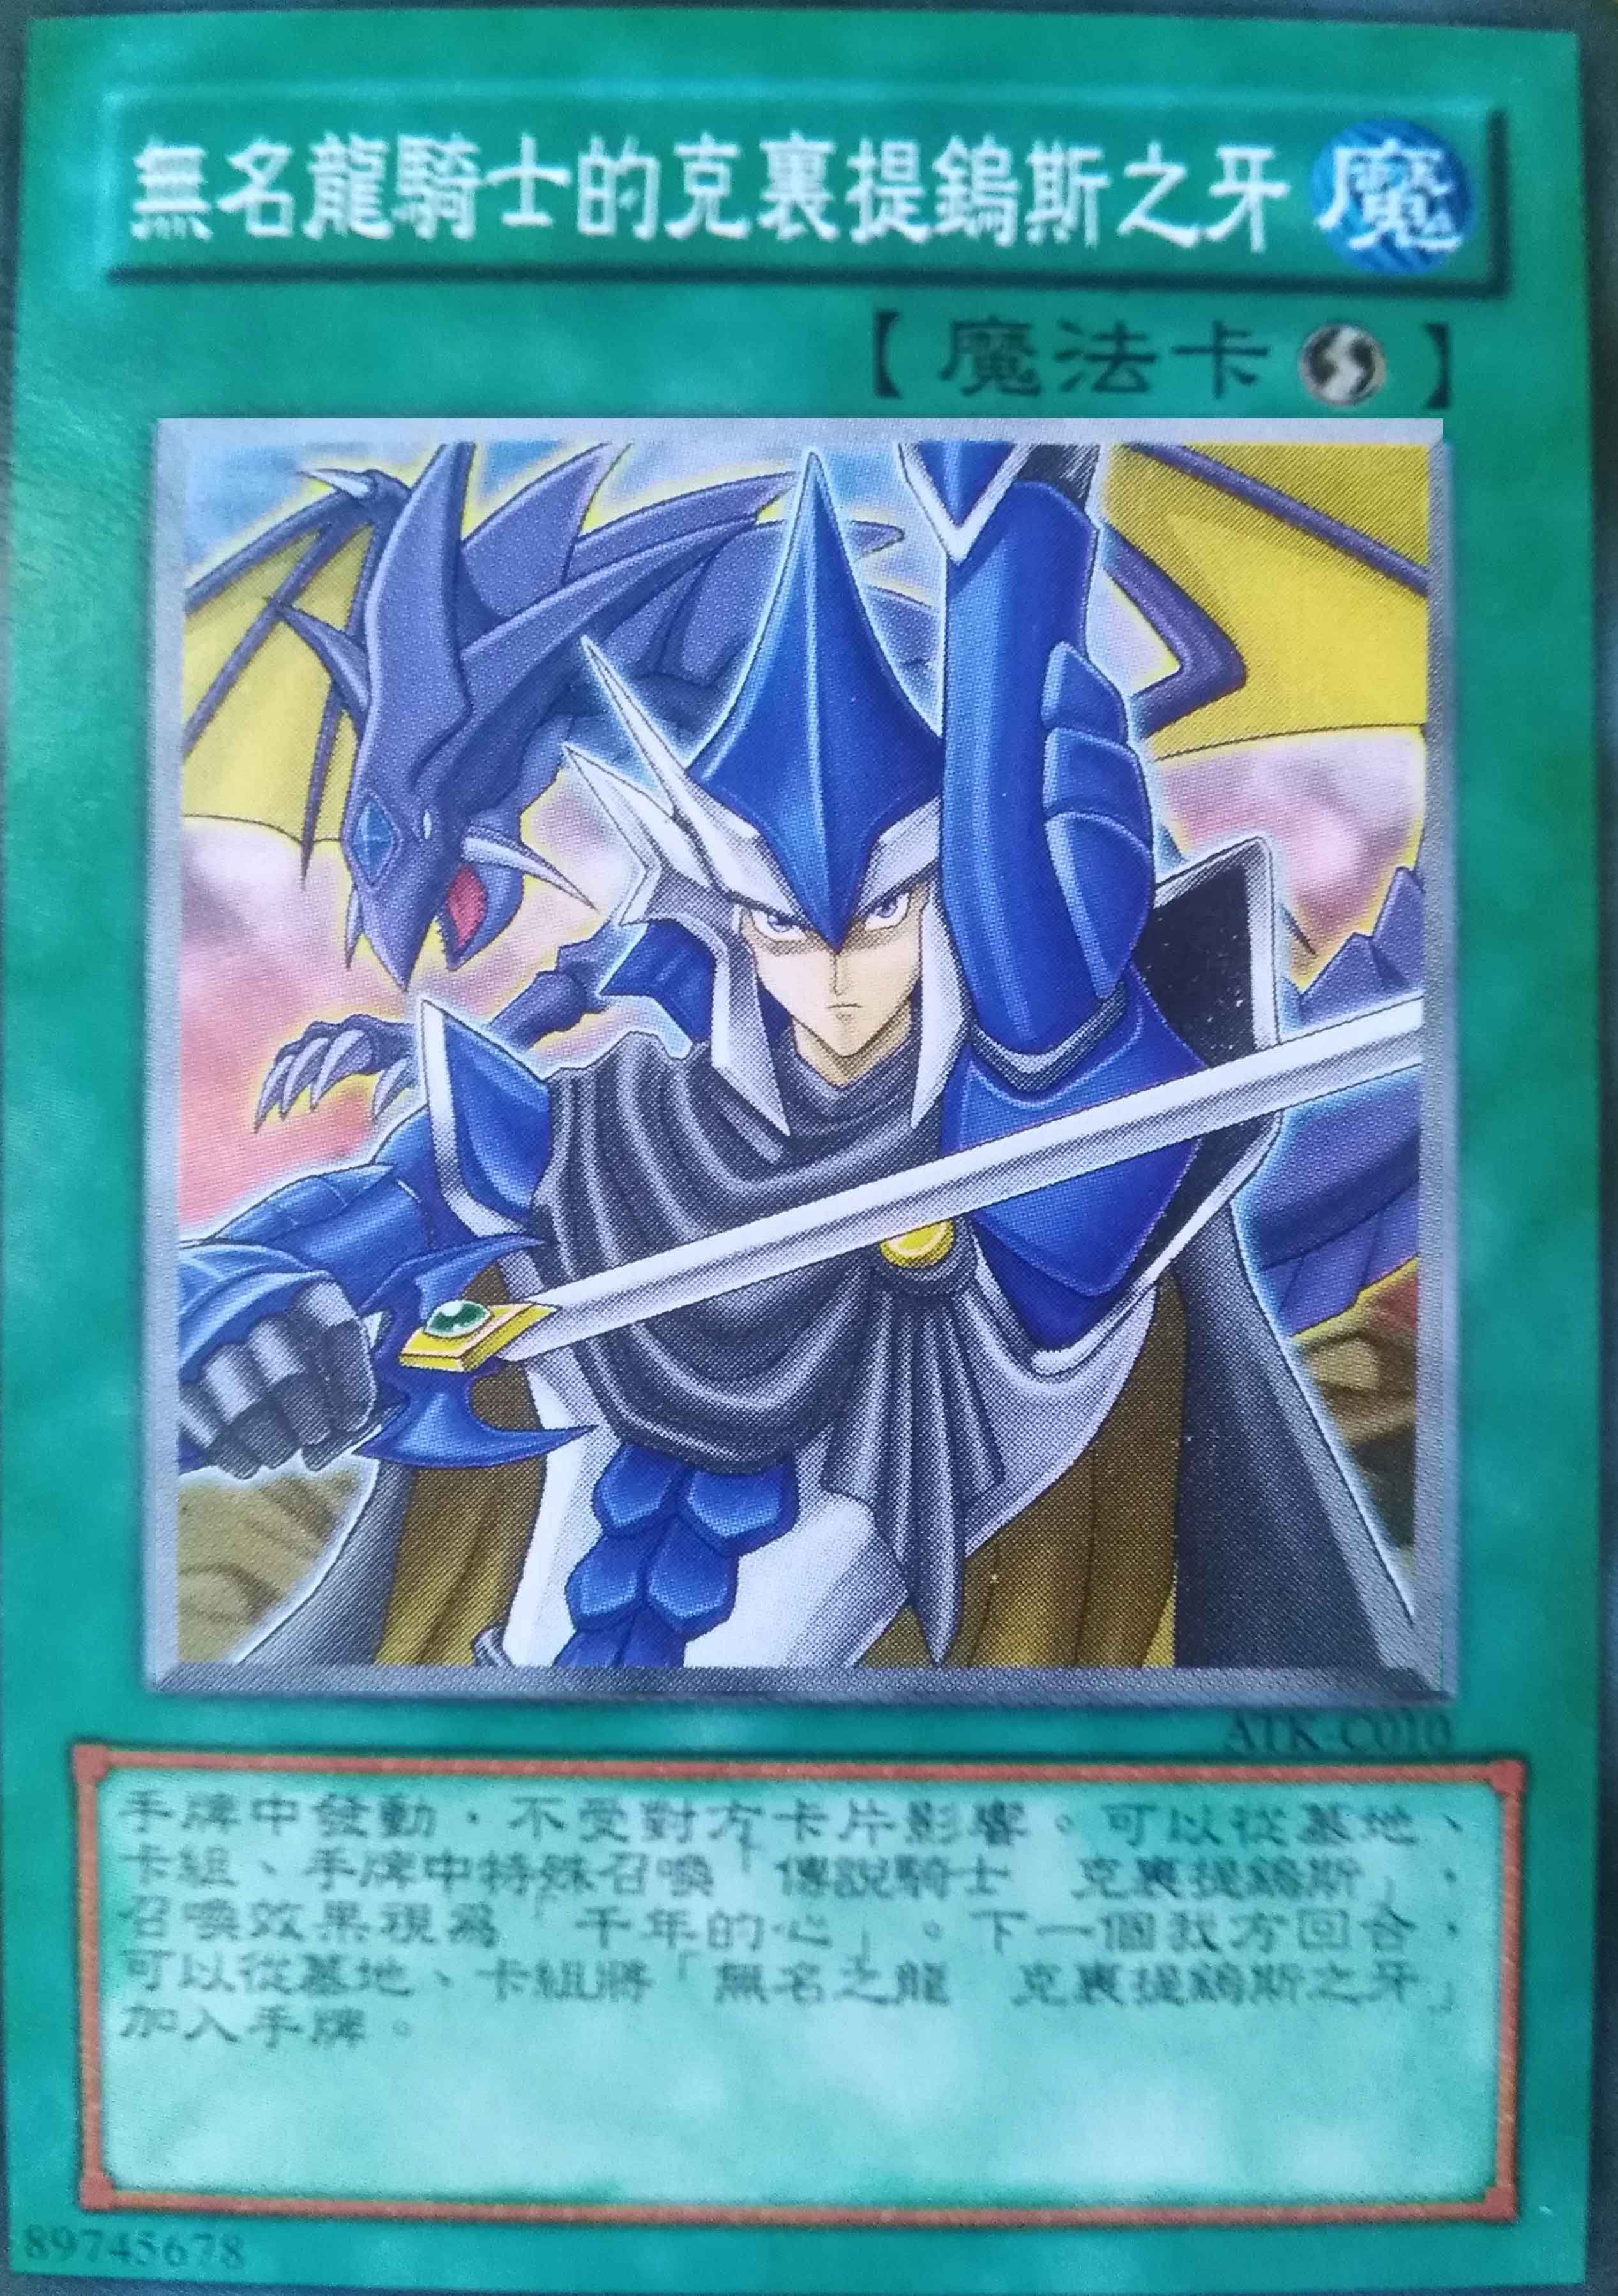 無名龍騎士的克裏提鎢斯之牙 魔
【 魔法卡 】
ATK-C010
手牌中發動，不受對方卡片影響。可以從墓地、
卡組、手牌中特殊召喚「傳說騎士 克裏提鎢斯」，
召喚效果視為「千年的心」。下一個我方回合，
可以從墓地、卡組將「無名之龍 克裏提鎢斯之牙」
加入手牌。
89745678